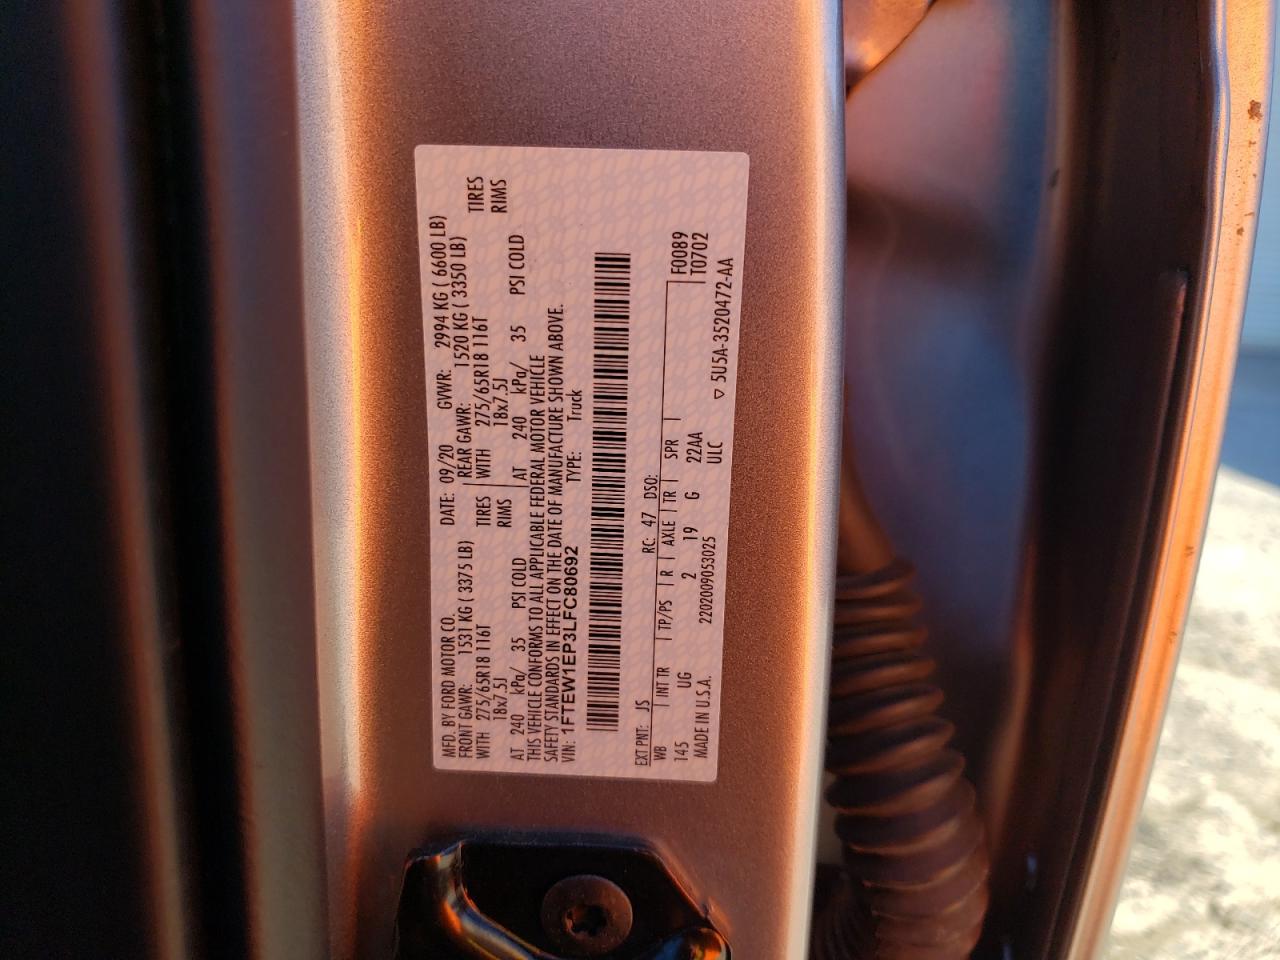 MFD. BY FORD MOTOR CO. DATE: 09/20 GVWR: 2994 KG ( 6600 LB)
FRONT GAWR: 1531 KG ( 3375 LB) REAR GAWR: 1520 KG ( 3350 LB)
WITH 275/65R18 116T TIRES WITH 275/65R18 116T TIRES
18x7.5J RIMS 18x7.5J RIMS
AT 240 kPa/ 35 PSI COLD AT 240 kPa/ 35 PSI COLD
THIS VEHICLE CONFORMS TO ALL APPLICABLE FEDERAL MOTOR VEHICLE
SAFETY STANDARDS IN EFFECT ON THE DATE OF MANUFACTURE SHOWN ABOVE.
VIN: 1FTEW1EP3LFC80692 TYPE: Truck
EXT PNT: JS RC: 47 DSO:
WB INT TR TP/PS R AXLE TR SPR F0089
145 UG 2 19 G 22AA T0702
ULC
MADE IN U.S.A. 2202009053025 ▽ 5U5A-3520472-AA